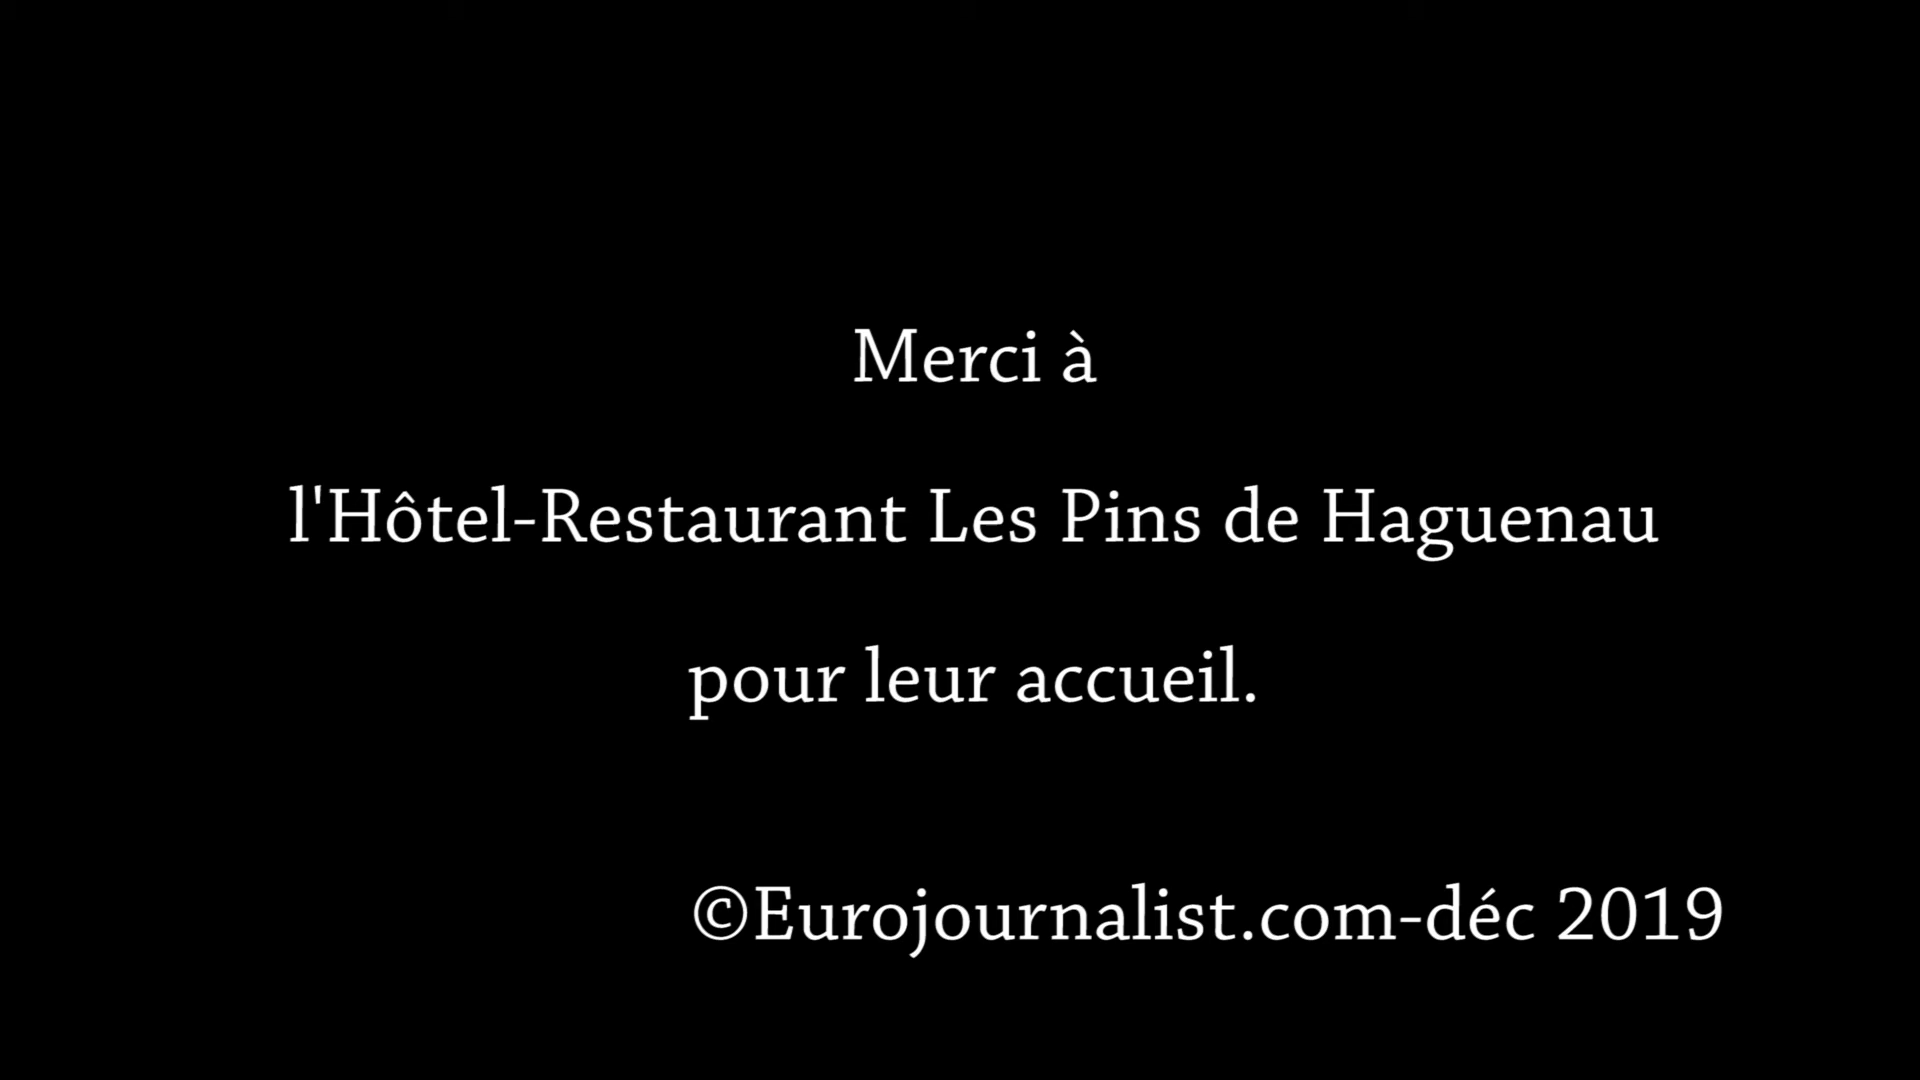 Merci à
l'Hôtel-Restaurant Les Pins de Haguenau
pour leur accueil.
©Eurojournalist.com-déc 2019